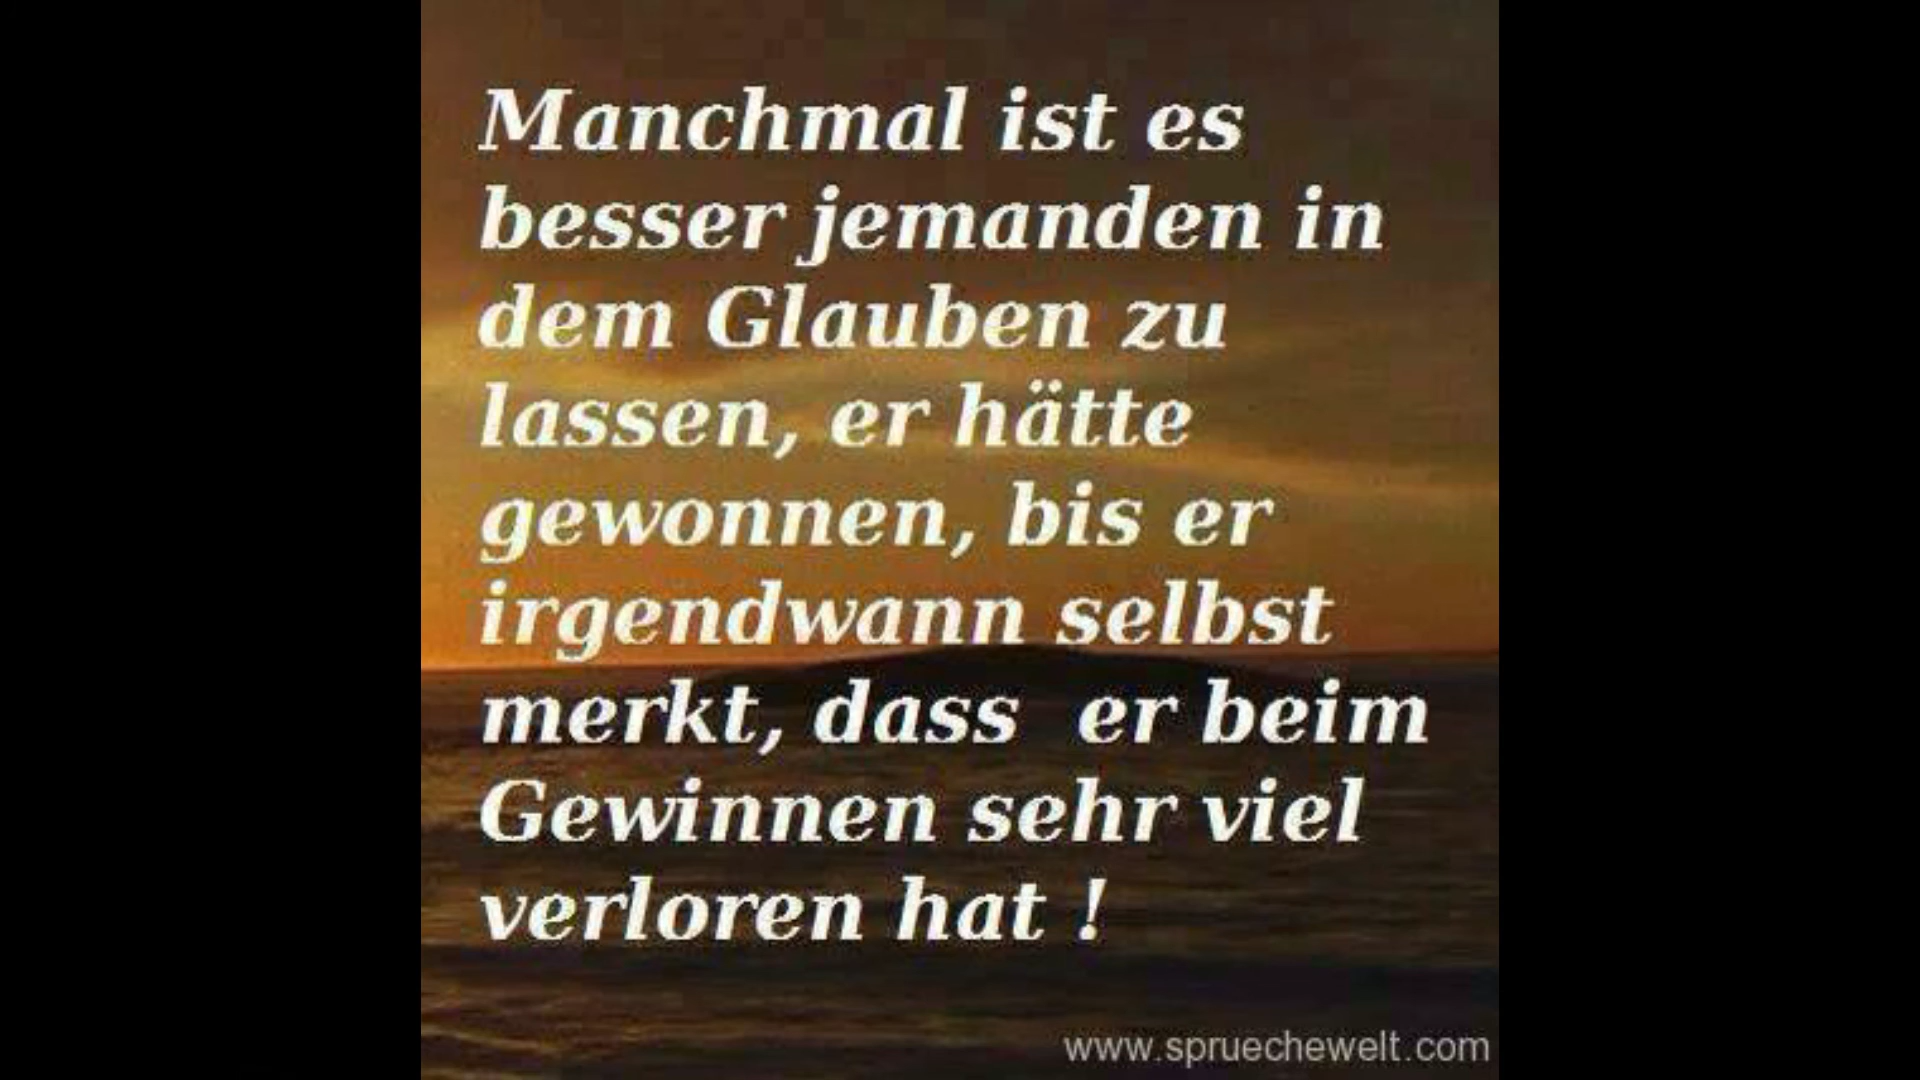 Manchmal ist es
besser jemanden in
dem Glauben zu
lassen, er hätte
gewonnen, bis er
irgendwann selbst
merkt, dass  er beim
Gewinnen sehr viel
verloren hat !
www.spruechewelt.com